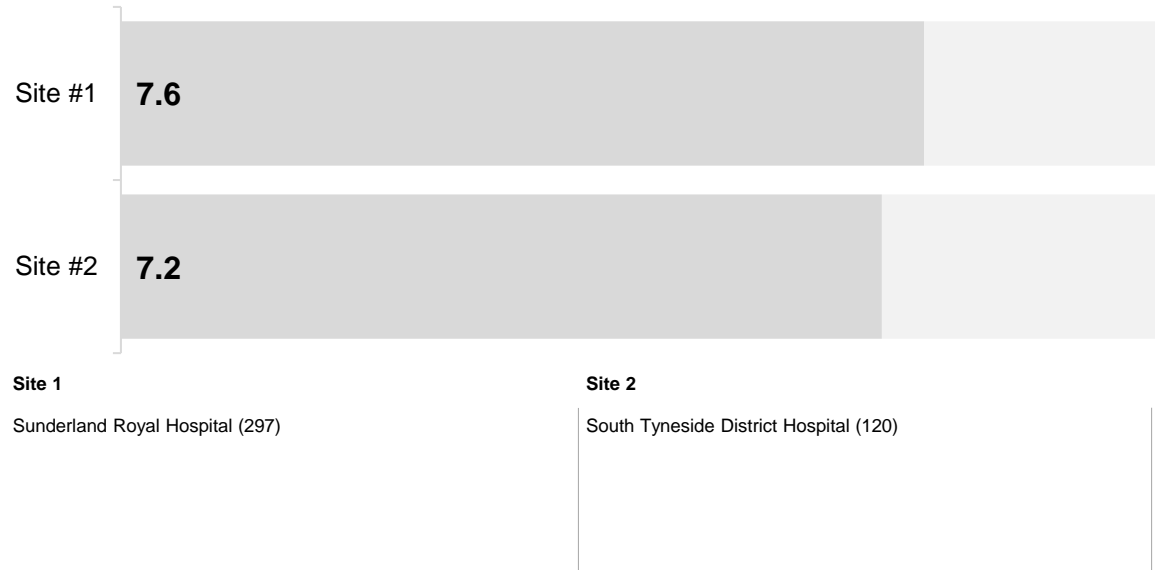 Site #1
7.6
Site #2
7.2
Site 1
Sunderland Royal Hospital (297)
Site 2
South Tyneside District Hospital (120)